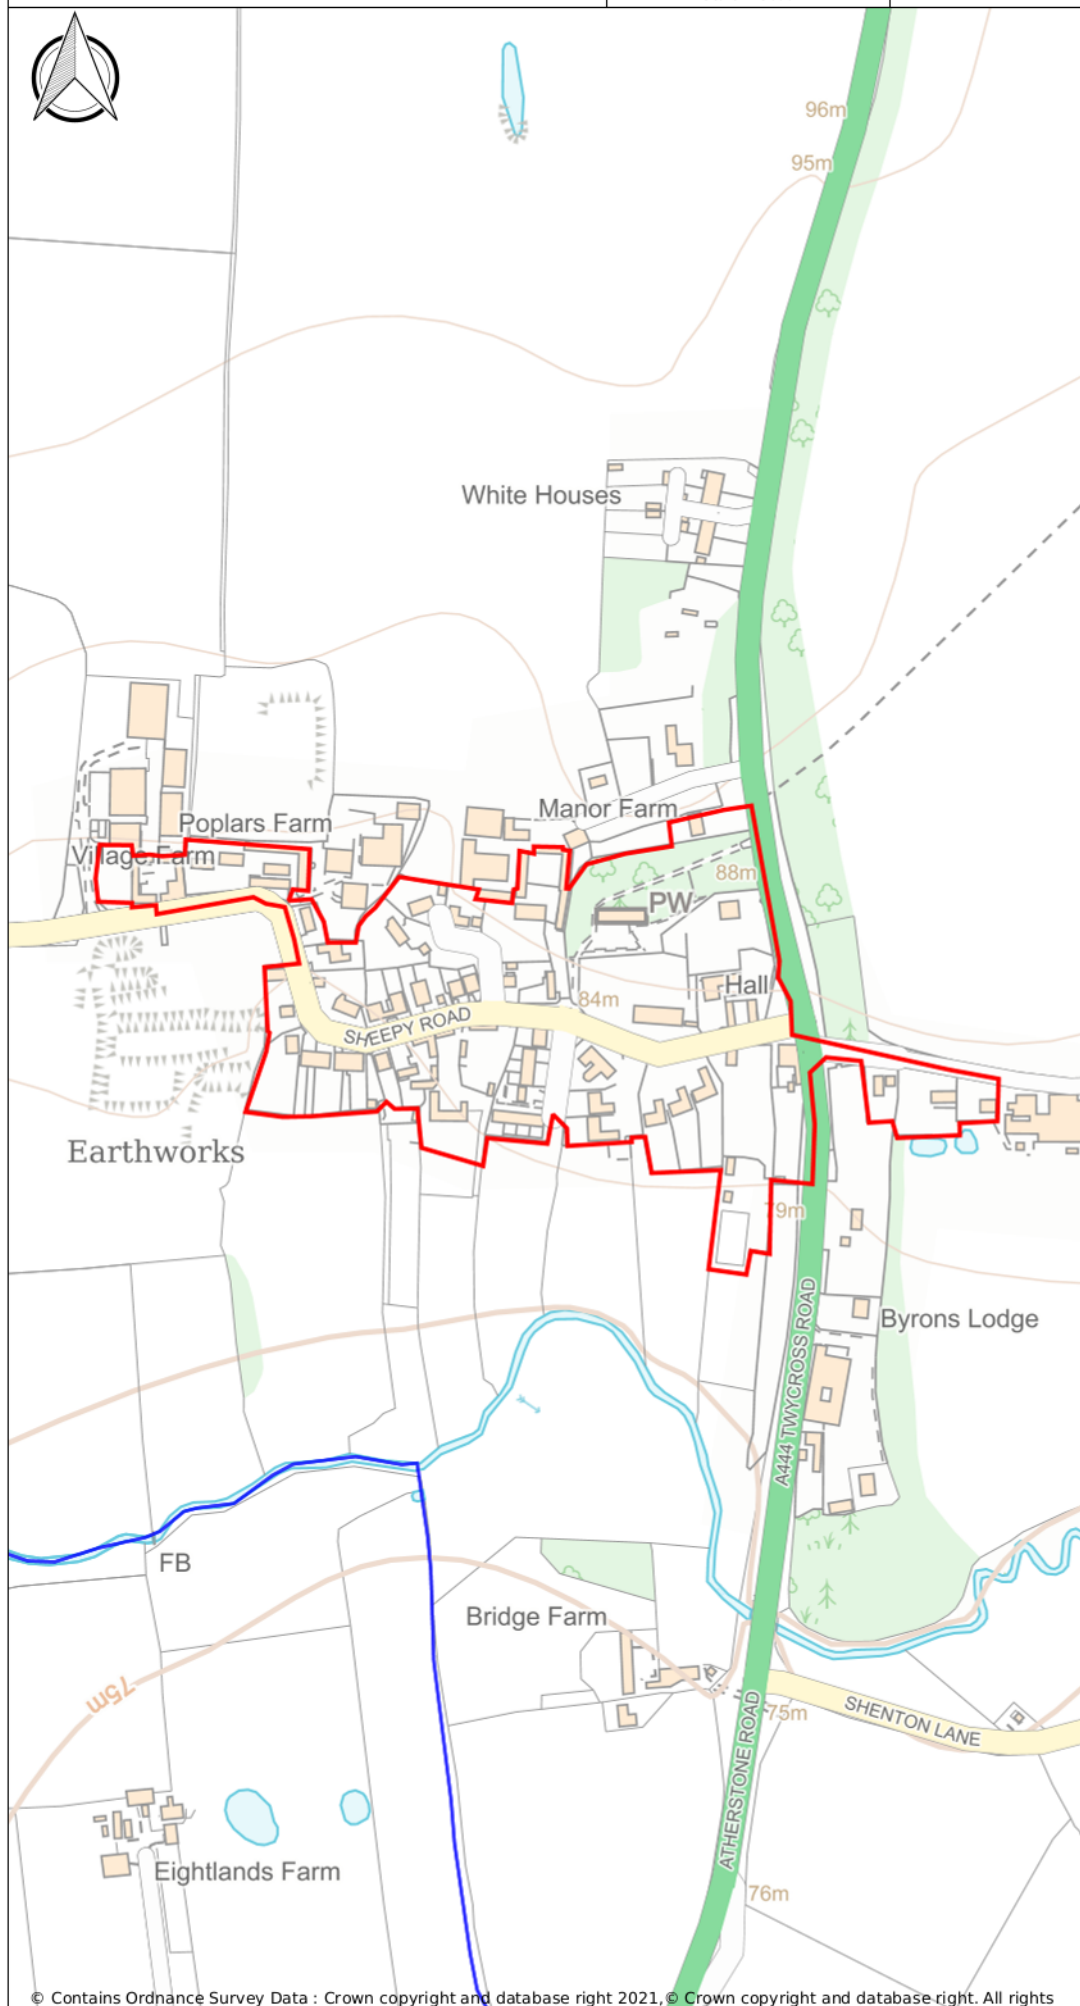 96m
95m
White Houses
Manor Farm
Poplars Farm
Village Farm
88m
PW
Hall
84m
SHEEPY ROAD
Earthworks
79m
A444 TWYCROSS ROAD
Byrons Lodge
FB
Bridge Farm
75m
SHENTON LANE
75m
ATHERSTONE ROAD
Eightlands Farm
76m
© Contains Ordnance Survey Data : Crown copyright and database right 2021,© Crown copyright and database right. All rights